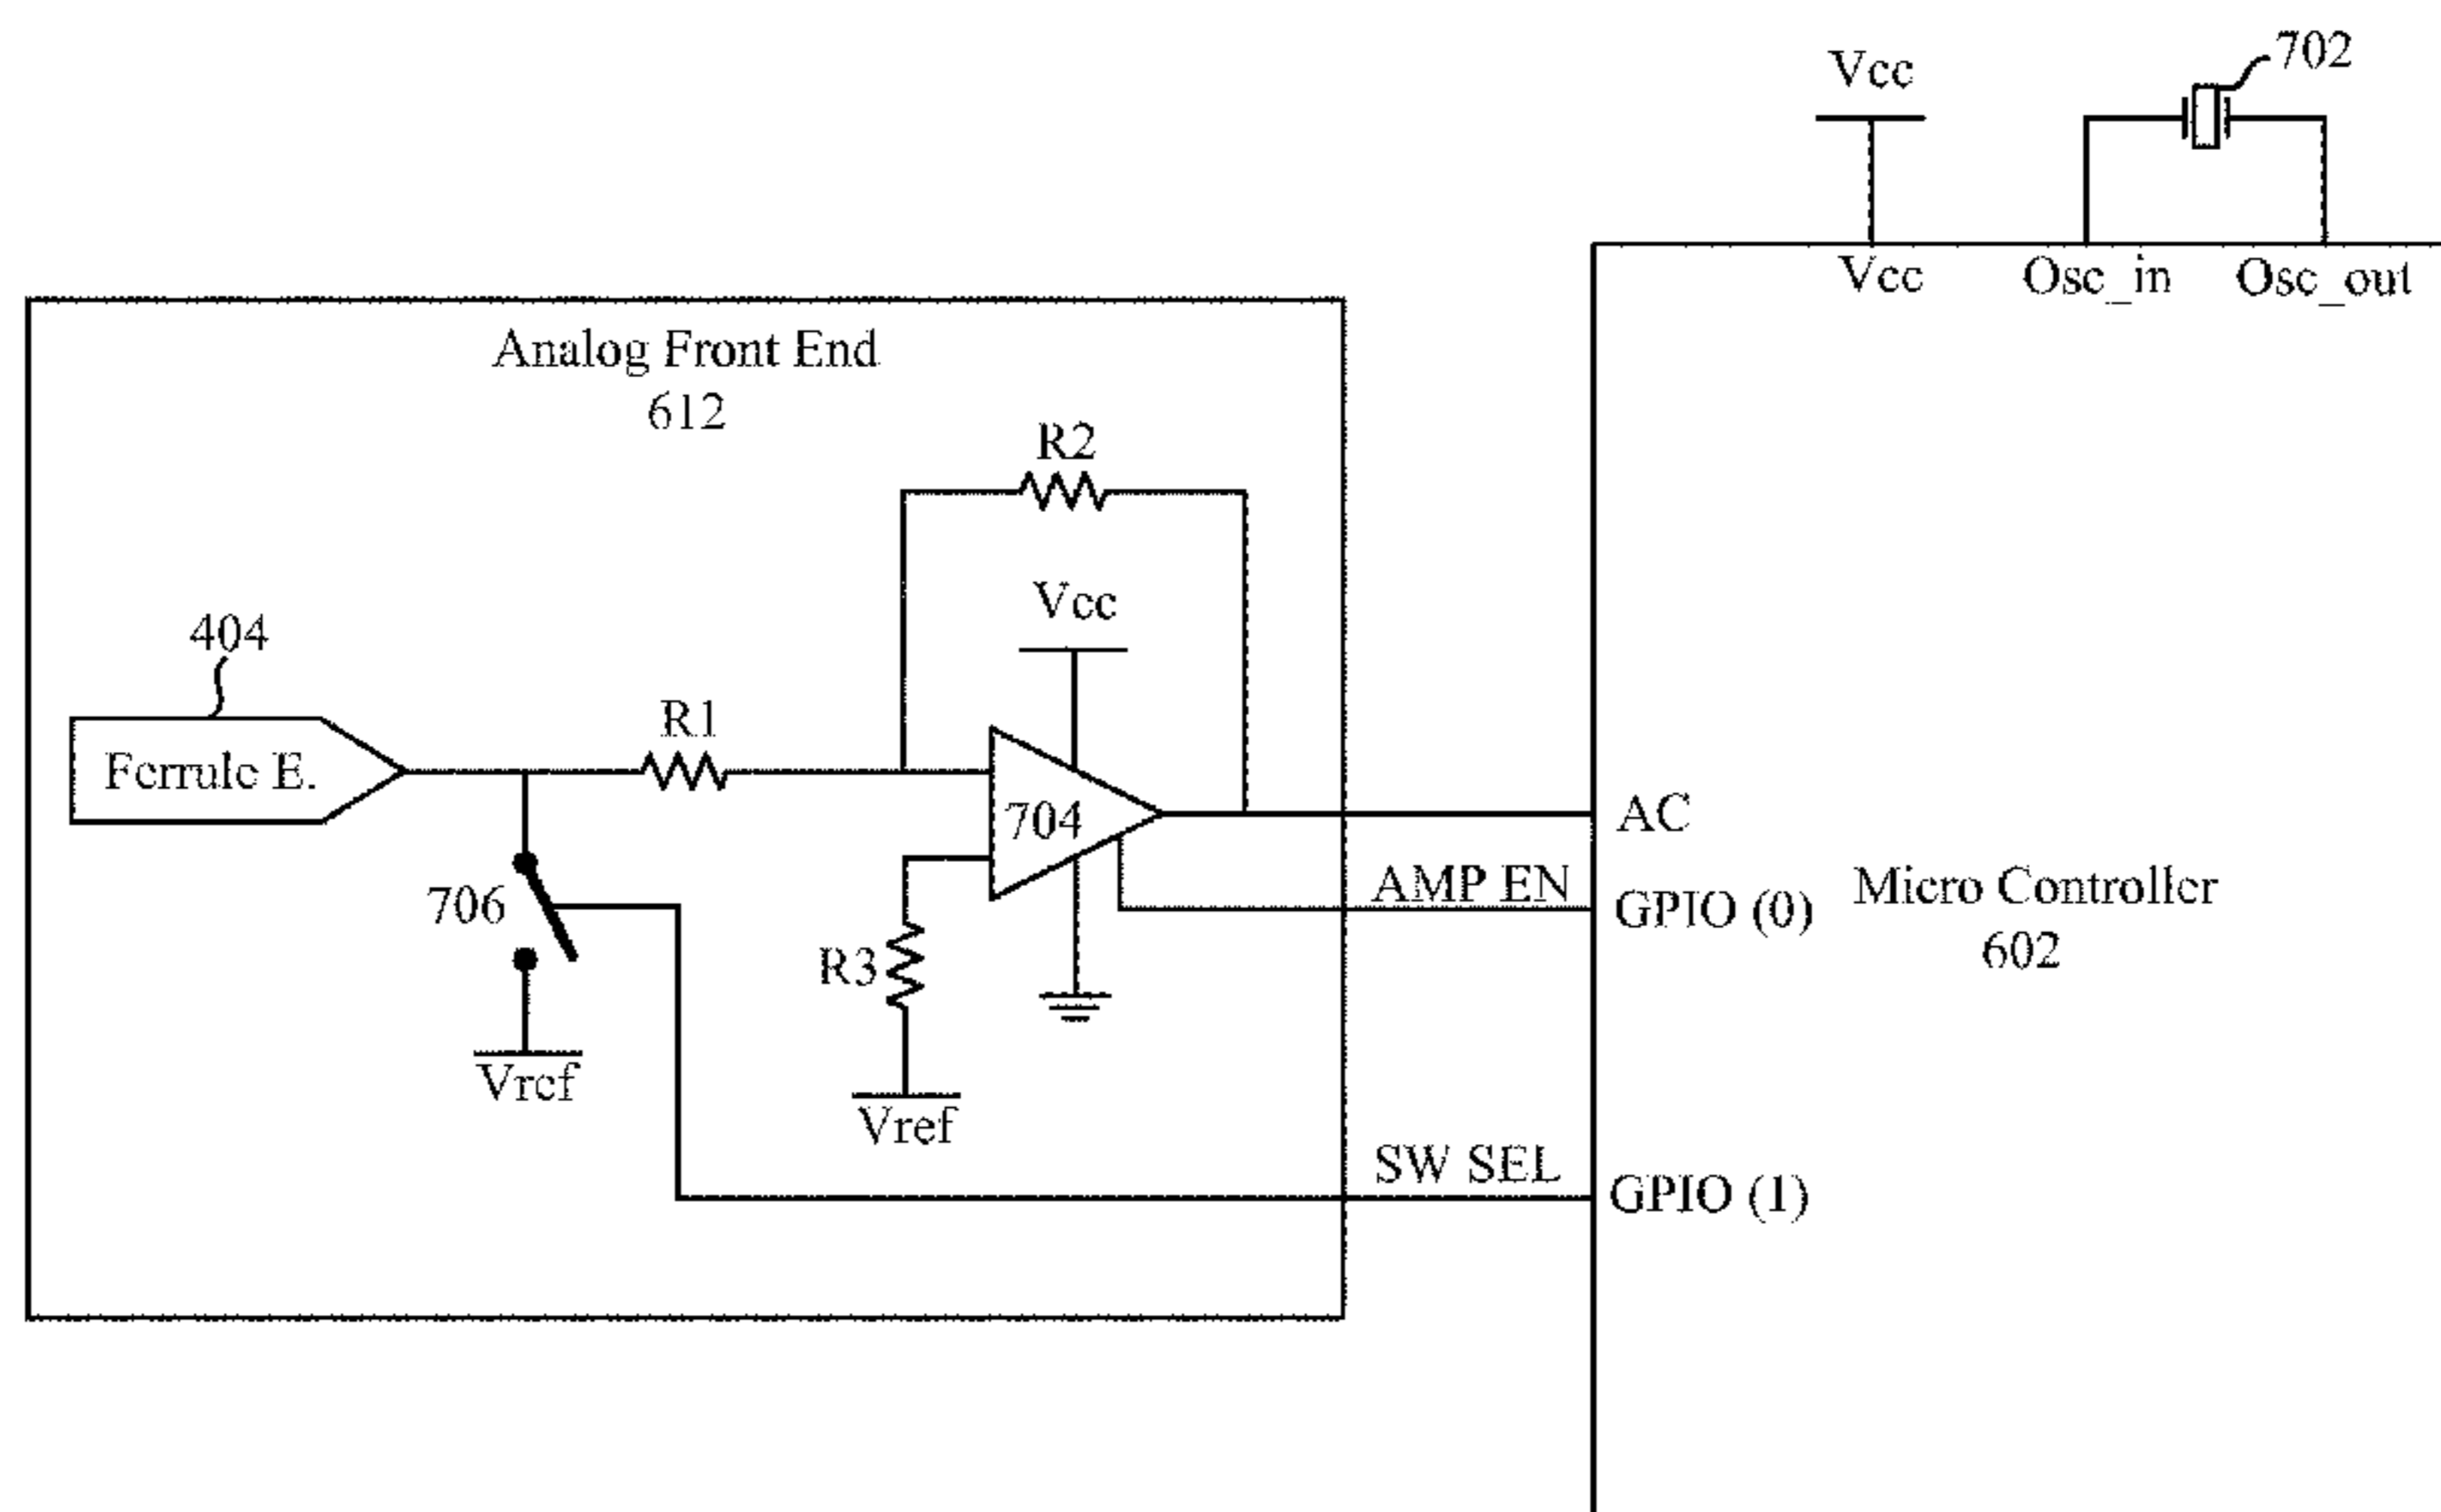 702
Vcc
Vcc
Osc_in
Osc_out
Analog Front End
612
R2
Vcc
404
R1
Ferrule E.
704
AC
706
AMP EN
GPIO (0)
Micro Controller
602
R3
Vref
Vref
SW SEL
GPIO (1)